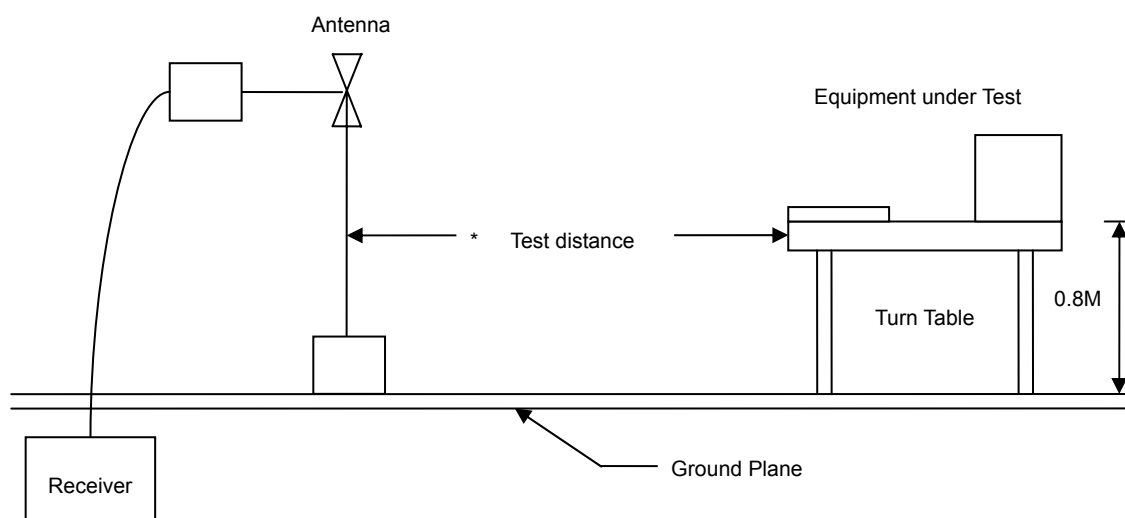 Antenna
Equipment under Test
* Test distance
0.8M
Turn Table
Ground Plane
Receiver